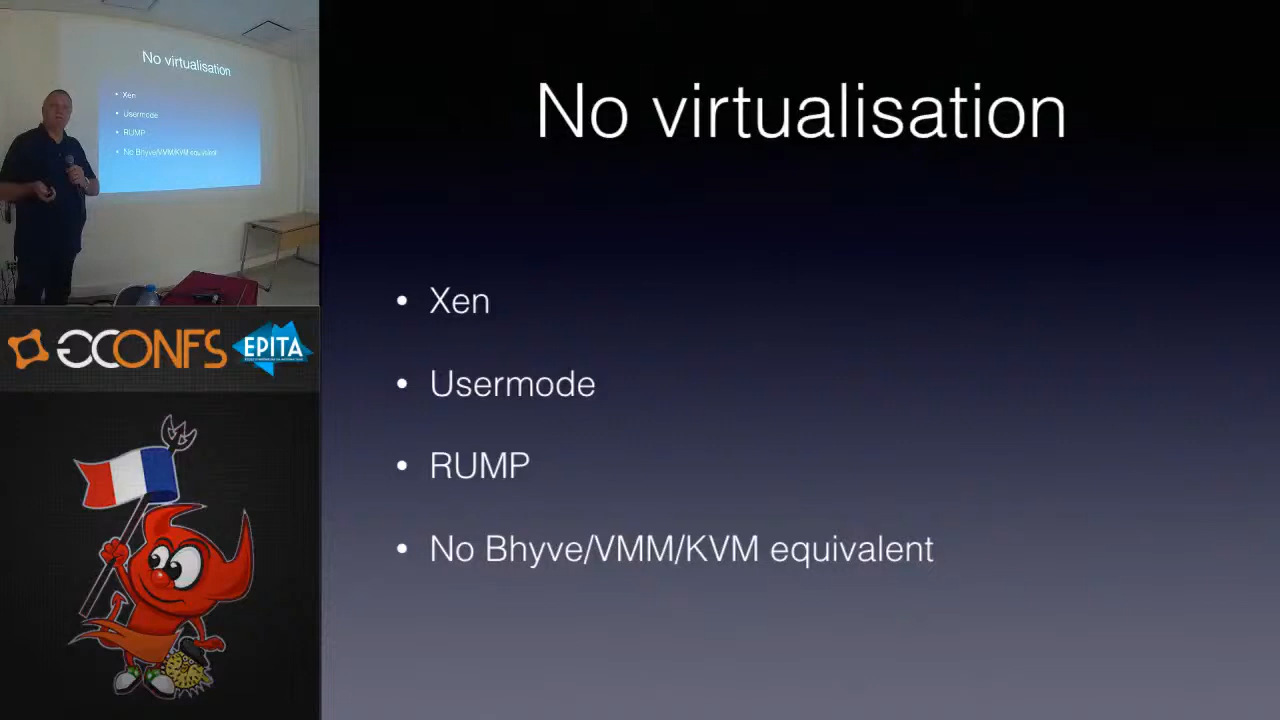 No virtualisation
• Xen
• Usermode
• RUMP
• No Bhyve/VMM/KVM equivalent
GCONFS
EPITA
No virtualisation
• Xen
• Usermode
• RUMP
• No Bhyve/VMM/KVM equivalent